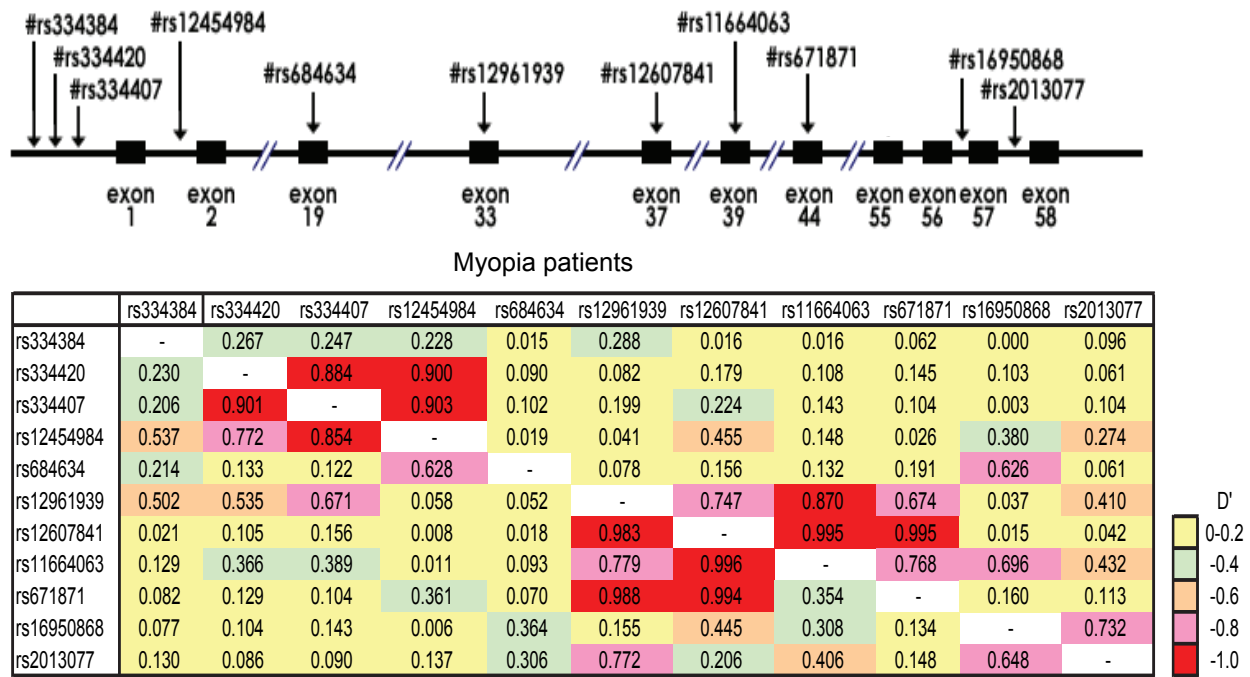 #rs334384 #rs12454984 #rs11664063
#rs334420 #rs684634 #rs12961939 #rs12607841 #rs671871 #rs16950868
#rs334407 #rs2013077
exon 1 exon 2 exon 19 exon 33 exon 37 exon 39 exon 44 exon 55 exon 56 exon 57 exon 58
Myopia patients
rs334384 rs334420 rs334407 rs12454984 rs684634 rs12961939 rs12607841 rs11664063 rs671871 rs16950868 rs2013077
rs334384 - 0.267 0.247 0.228 0.015 0.288 0.016 0.016 0.062 0.000 0.096
rs334420 0.230 - 0.884 0.900 0.090 0.082 0.179 0.108 0.145 0.103 0.061
rs334407 0.206 0.901 - 0.903 0.102 0.199 0.224 0.143 0.104 0.003 0.104
rs12454984 0.537 0.772 0.854 - 0.019 0.041 0.455 0.148 0.026 0.380 0.274
rs684634 0.214 0.133 0.122 0.628 - 0.078 0.156 0.132 0.191 0.626 0.061
rs12961939 0.502 0.535 0.671 0.058 0.052 - 0.747 0.870 0.674 0.037 0.410
rs12607841 0.021 0.105 0.156 0.008 0.018 0.983 - 0.995 0.995 0.015 0.042
rs11664063 0.129 0.366 0.389 0.011 0.093 0.779 0.996 - 0.768 0.696 0.432
rs671871 0.082 0.129 0.104 0.361 0.070 0.988 0.994 0.354 - 0.160 0.113
rs16950868 0.077 0.104 0.143 0.006 0.364 0.155 0.445 0.308 0.134 - 0.732
rs2013077 0.130 0.086 0.090 0.137 0.306 0.772 0.206 0.406 0.148 0.648 -
D'
0-0.2
-0.4
-0.6
-0.8
-1.0